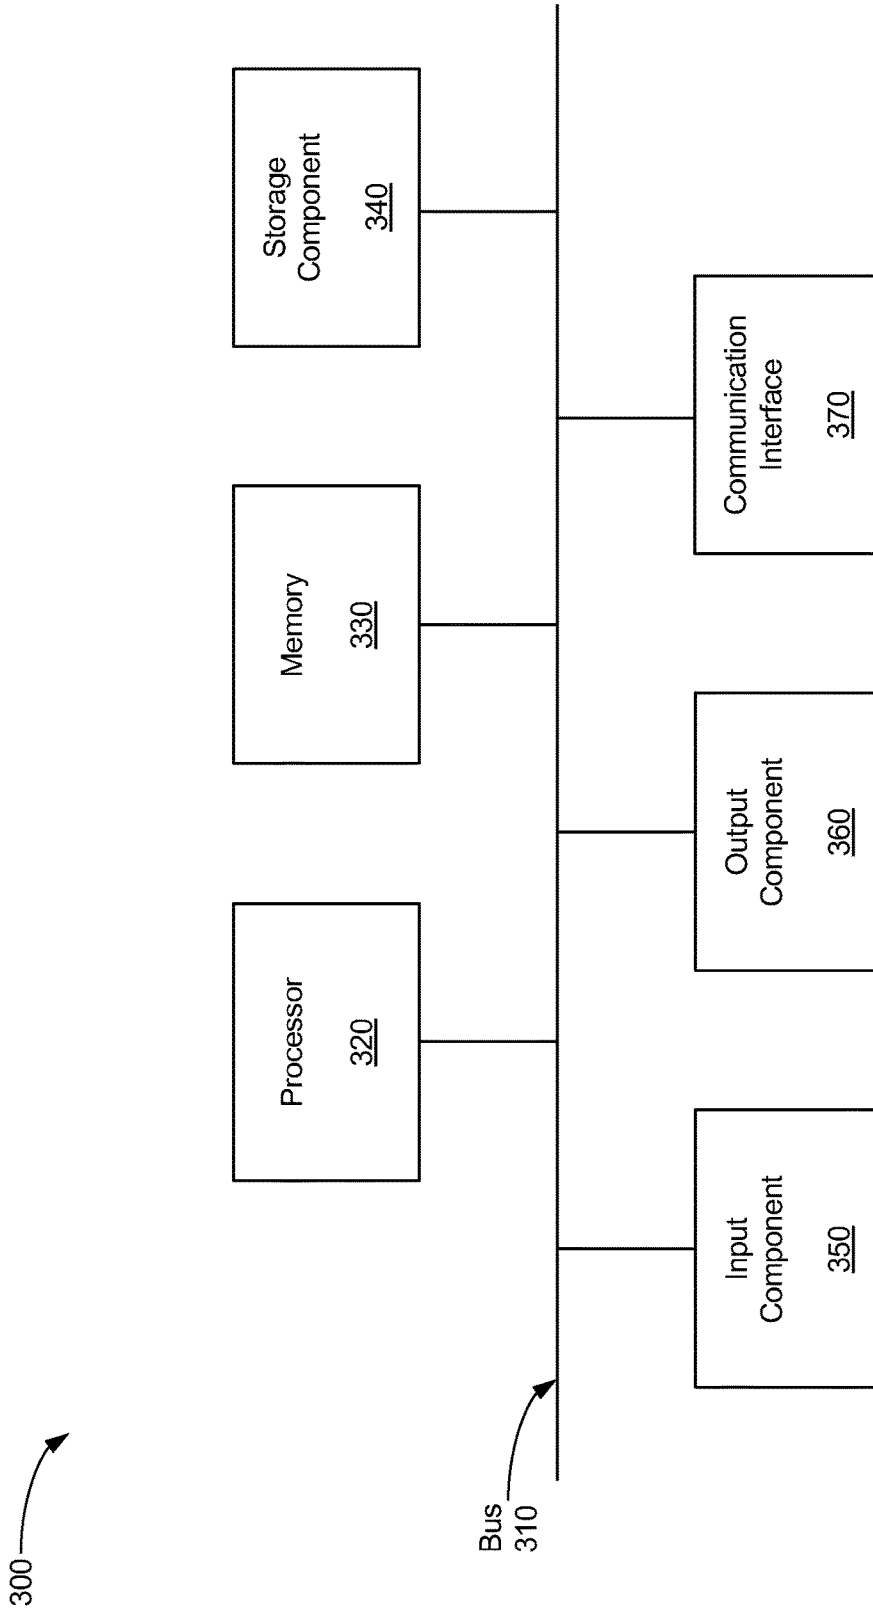 300
Processor
320
Memory
330
Storage
Component
340
Bus
310
Input
Component
350
Output
Component
360
Communication
Interface
370